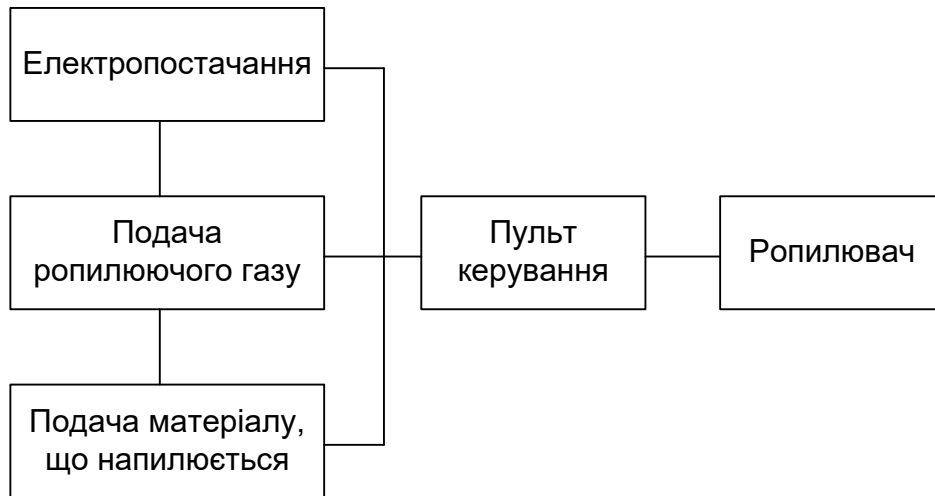 Електропостачання
Подача
ропилюючого газу
Пульт
керування
Ропилювач
Подача матеріалу,
що напилюється